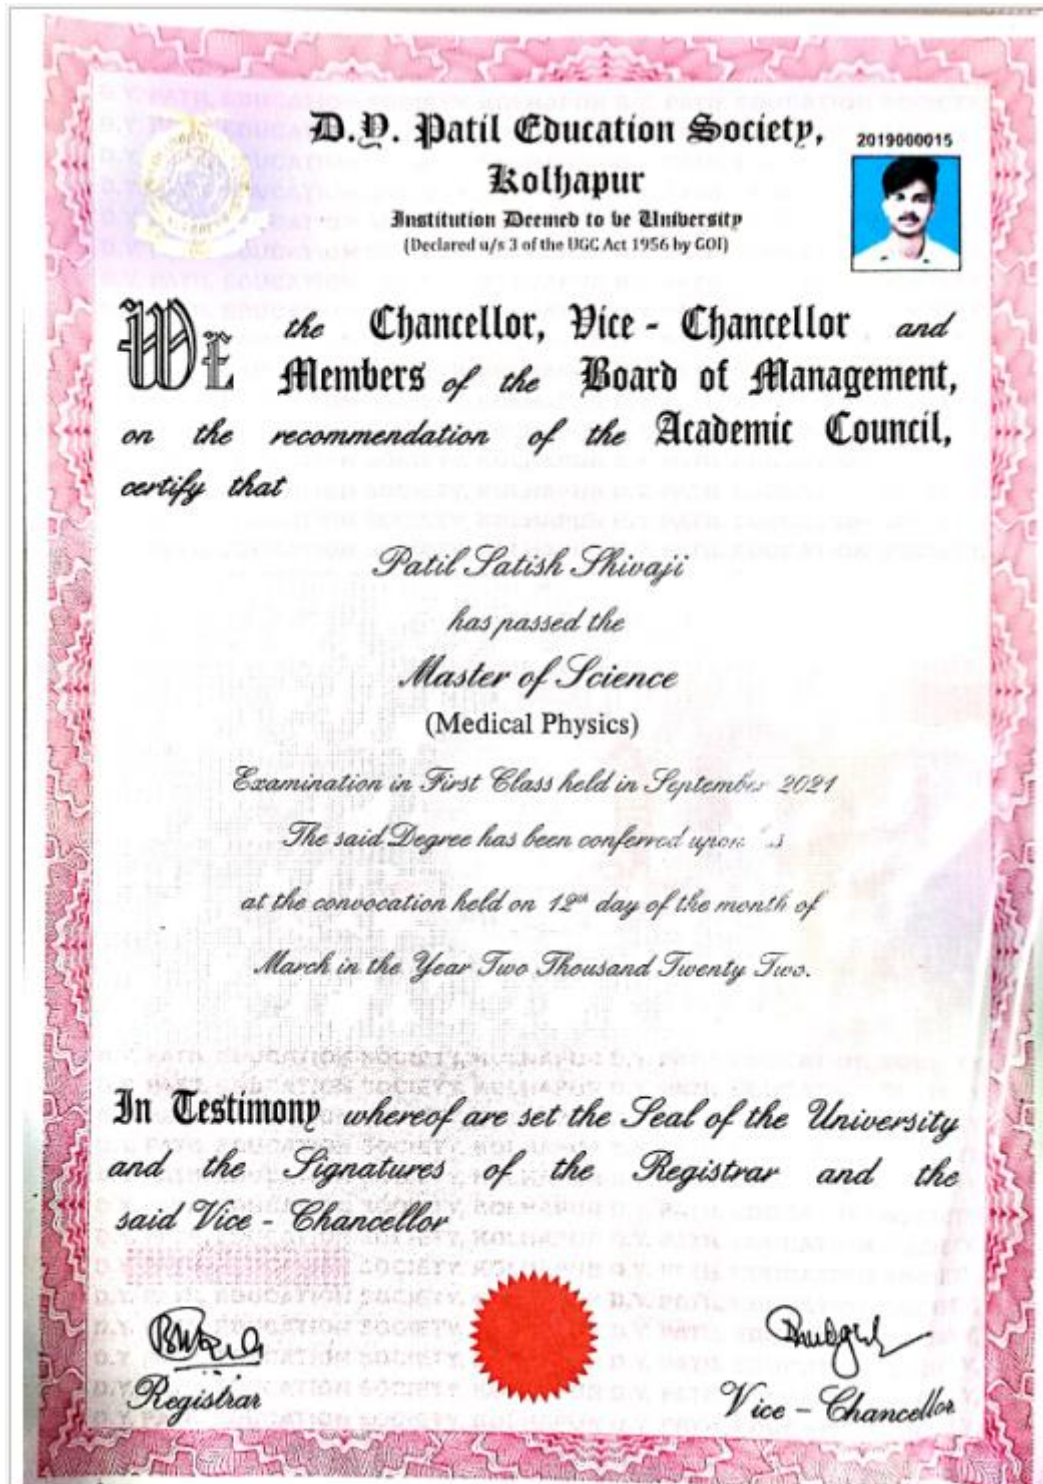 D.Y. Patil Education Society,
Kolhapur
Institution Deemed to be University
(Declared u/s 3 of the UGC Act 1956 by GOI)
2019000015
WE the Chancellor, Vice - Chancellor and
Members of the Board of Management,
on the recommendation of the Academic Council,
certify that
Patil Satish Shivaji
has passed the
Master of Science
(Medical Physics)
Examination in First Class held in September 2021
The said Degree has been conferred upon
at the convocation held on 12th day of the month of
March in the Year Two Thousand Twenty Two.
In Testimony whereof are set the Seal of the University
and the Signatures of the Registrar and the
said Vice - Chancellor
Registrar
Vice - Chancellor